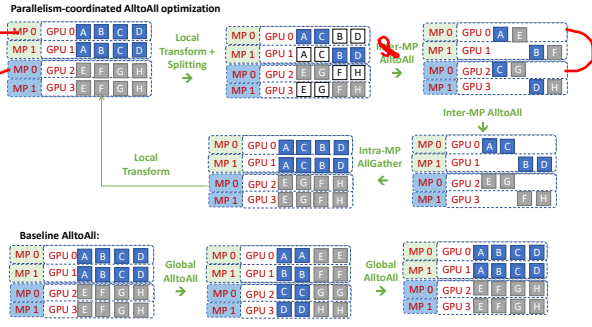 Parallelism-coordinated AlltoAll optimization
MP 0 GPU 0 A B C D
MP 1 GPU 1 A B C D
MP 0 GPU 2 E F G H
MP 1 GPU 3 E F G H
Local
Transform +
Splitting
GPU 0 A C B D
GPU 1 A C B D
MP 0 GPU 2 E G F H
MP 1 GPU 3 E G F H
Inter-MP
AlltoAll
MP 0 GPU 0 A E
MP 1 GPU 1 B F
MP 0 GPU 2 C G
MP 1 GPU 3 D H
Inter-MP AlltoAll
MP 0 GPU 0 A C
MP 1 GPU 1 B D
MP 0 GPU 2 E G
MP 1 GPU 3 F H
Intra-MP
AllGather
MP 0 GPU 0 A C B D
MP 1 GPU 1 A C B D
MP 0 GPU 2 E G F H
MP 1 GPU 3 E G F H
Local
Transform
Baseline AlltoAll:
MP 0 GPU 0 A B C D
MP 1 GPU 1 A B C D
MP 0 GPU 2 E F G H
MP 1 GPU 3 E F G H
Global
AlltoAll
MP 0 GPU 0 A A E E
MP 1 GPU 1 B B F F
MP 0 GPU 2 C C G G
MP 1 GPU 3 D D H H
Global
AlltoAll
MP 0 GPU 0 A B C D
MP 1 GPU 1 A B C D
MP 0 GPU 2 E F G H
MP 1 GPU 3 E F G H